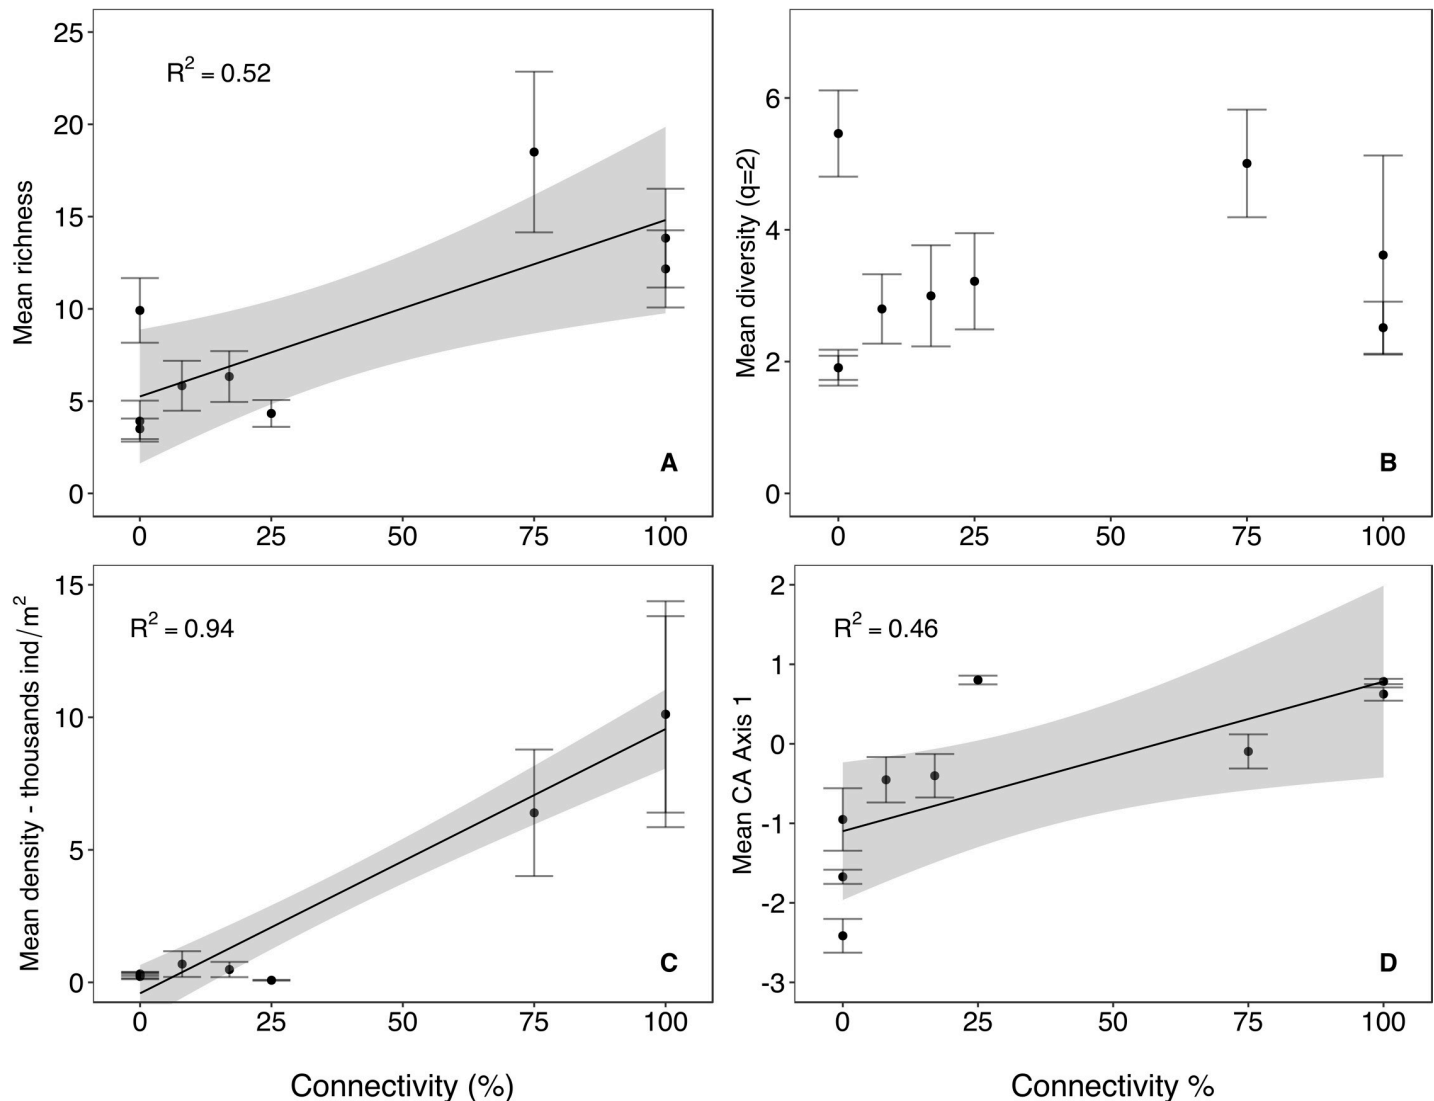 25
20
15
10
5
0
Mean richness
R² = 0.52
A
0 25 50 75 100
6
4
2
0
Mean diversity (q=2)
B
0 25 50 75 100
15
10
5
0
Mean density - thousands ind/m²
R² = 0.94
C
0 25 50 75 100
Connectivity (%)
2
1
0
-1
-2
-3
Mean CA Axis 1
R² = 0.46
D
0 25 50 75 100
Connectivity %